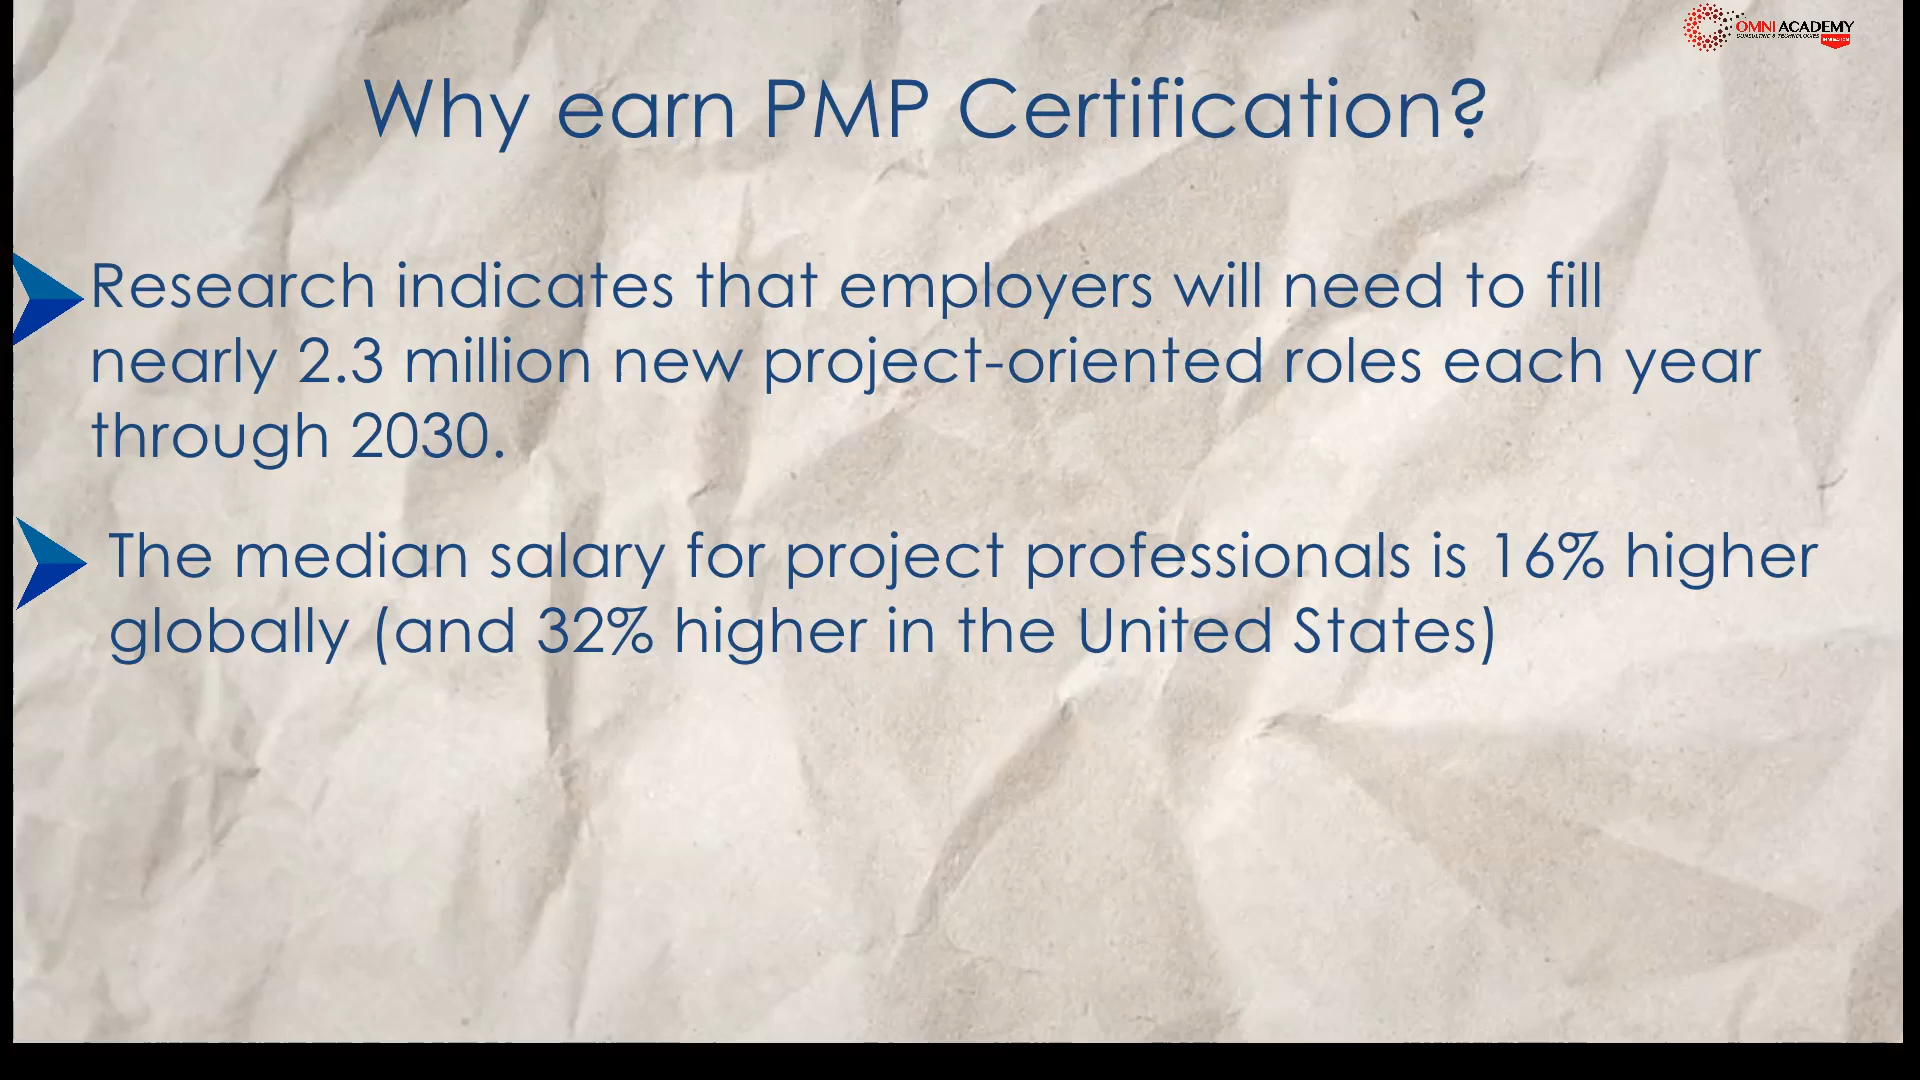 OMNI ACADEMY
CONSULTING & TECHNOLOGIES
Why earn PMP Certification?
Research indicates that employers will need to fill
nearly 2.3 million new project-oriented roles each year
through 2030.
The median salary for project professionals is 16% higher
globally (and 32% higher in the United States)